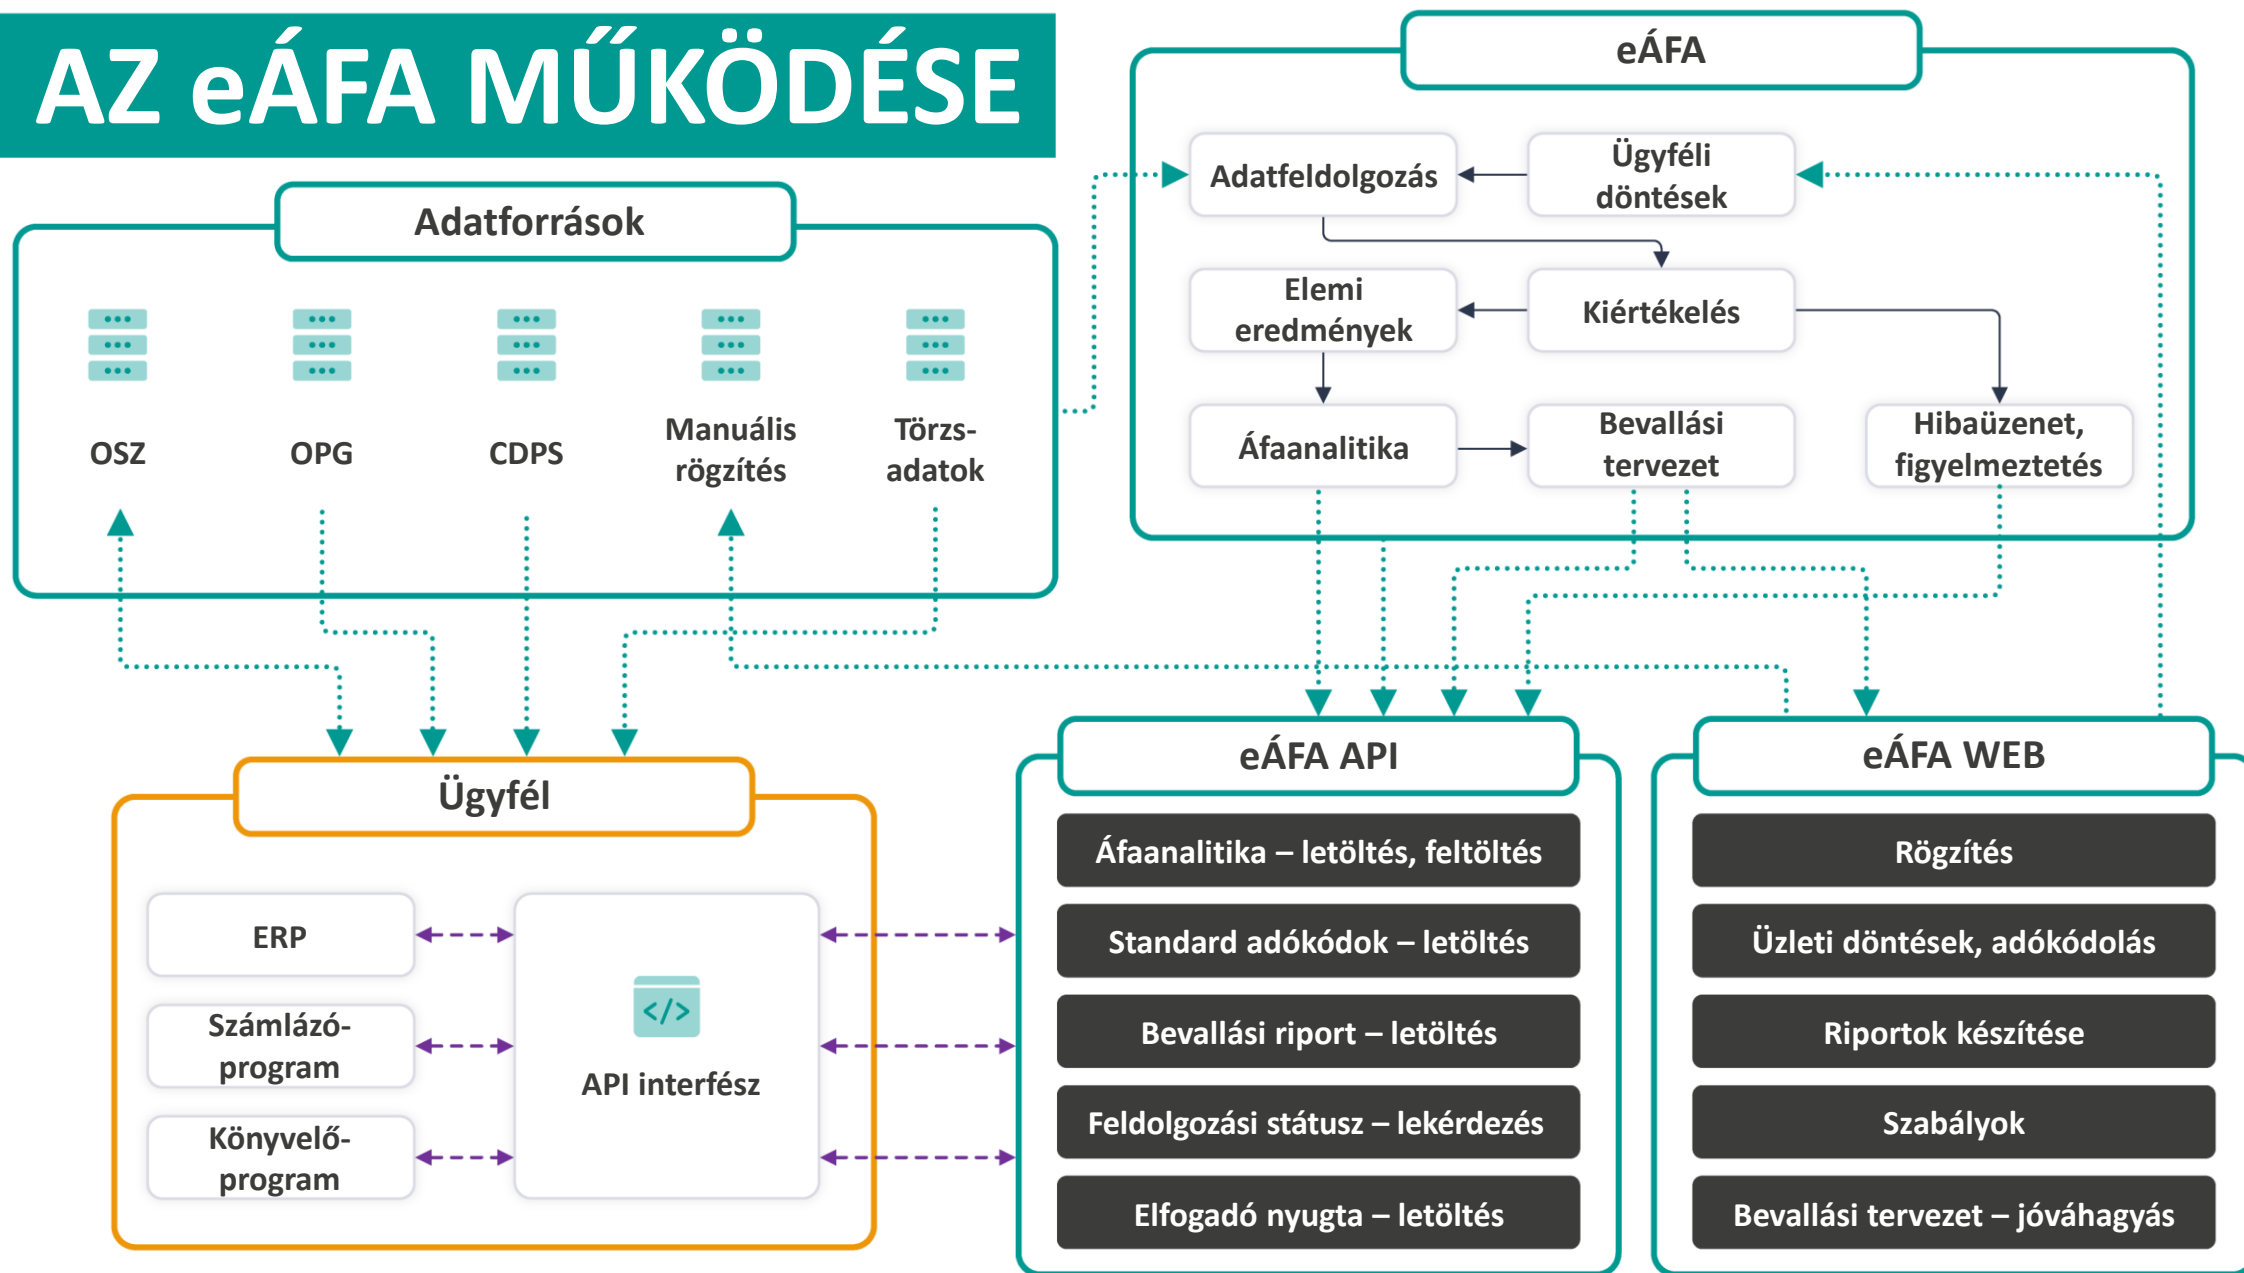 AZ eÁFA MŰKÖDÉSE
Adatforrások
OSZ
OPG
CDPS
Manuális
rögzítés
Törzs-
adatok
eÁFA
Adatfeldolgozás
Ügyféli
döntések
Elemi
eredmények
Kiértékelés
Áfaanalitika
Bevallási
tervezet
Hibaüzenet,
figyelmeztetés
Ügyfél
ERP
Számlázó-
program
Könyvelő-
program
</>
API interfész
eÁFA API
Áfaanalitika – letöltés, feltöltés
Standard adókódok – letöltés
Bevallási riport – letöltés
Feldolgozási státusz – lekérdezés
Elfogadó nyugta – letöltés
eÁFA WEB
Rögzítés
Üzleti döntések, adókódolás
Riportok készítése
Szabályok
Bevallási tervezet – jóváhagyás